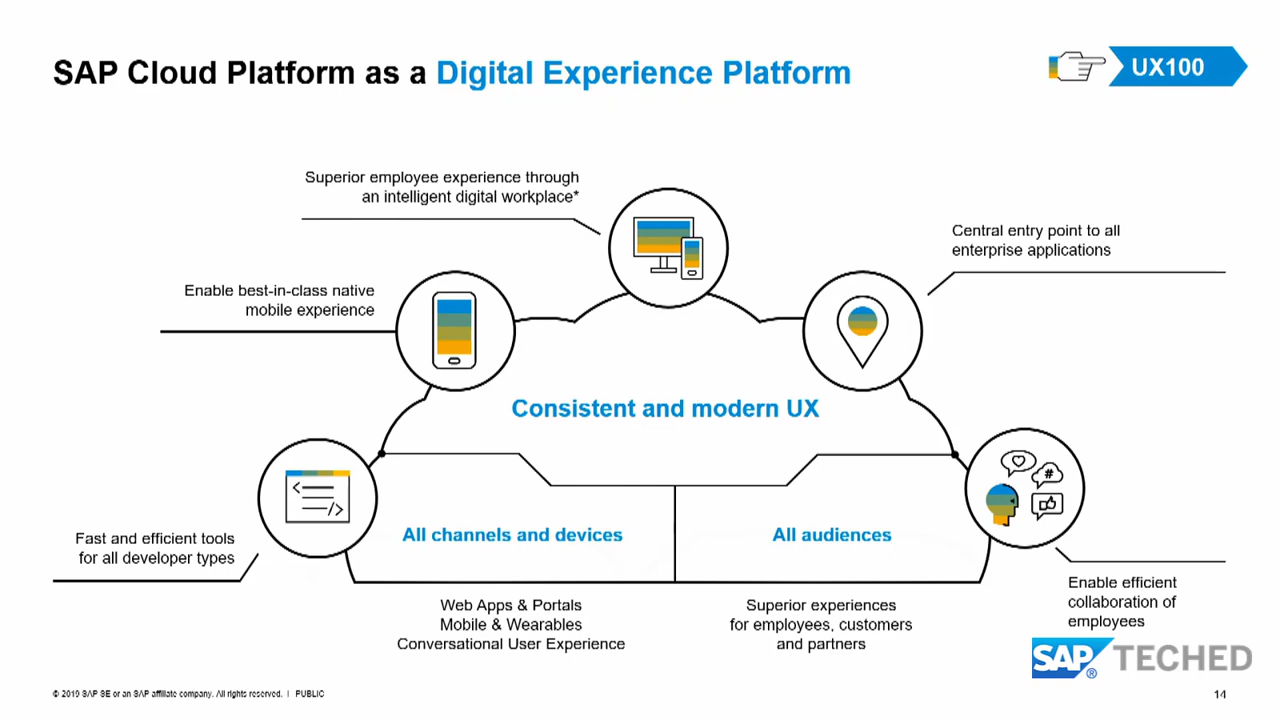 SAP Cloud Platform as a Digital Experience Platform
UX100
Superior employee experience through
an intelligent digital workplace*
Central entry point to all
enterprise applications
Enable best-in-class native
mobile experience
Consistent and modern UX
< 
/>
#
Fast and efficient tools
for all developer types
All channels and devices
All audiences
Enable efficient
collaboration of
employees
Web Apps & Portals
Mobile & Wearables
Conversational User Experience
Superior experiences
for employees, customers
and partners
SAP® TECHED
© 2019 SAP SE or an SAP affiliate company. All rights reserved. I PUBLIC
14